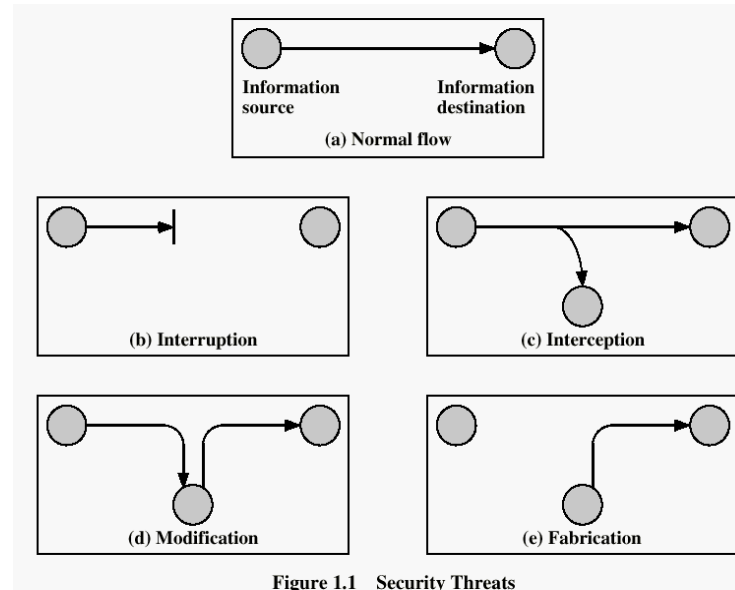 Information
source
Information
destination
(a) Normal flow
(b) Interruption
(c) Interception
(d) Modification
(e) Fabrication
Figure 1.1 Security Threats